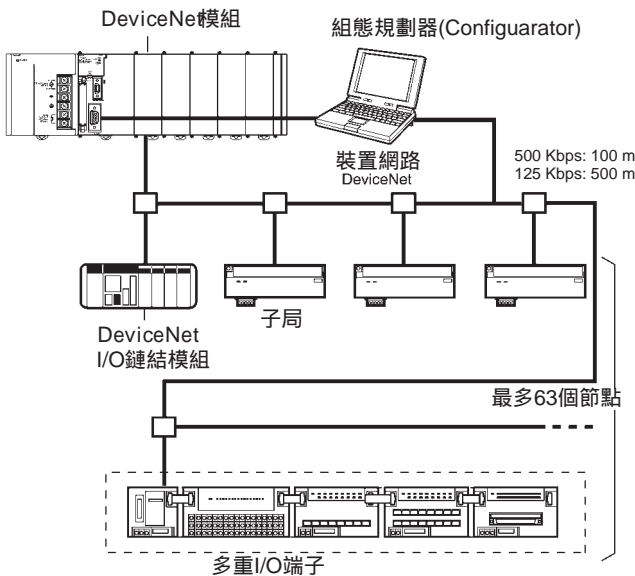 DeviceNet模組
組態規劃器(Configuarator)
裝置網路
DeviceNet
500 Kbps: 100 m
125 Kbps: 500 m
子局
DeviceNet
I/O鏈結模組
最多63個節點
多重I/O端子